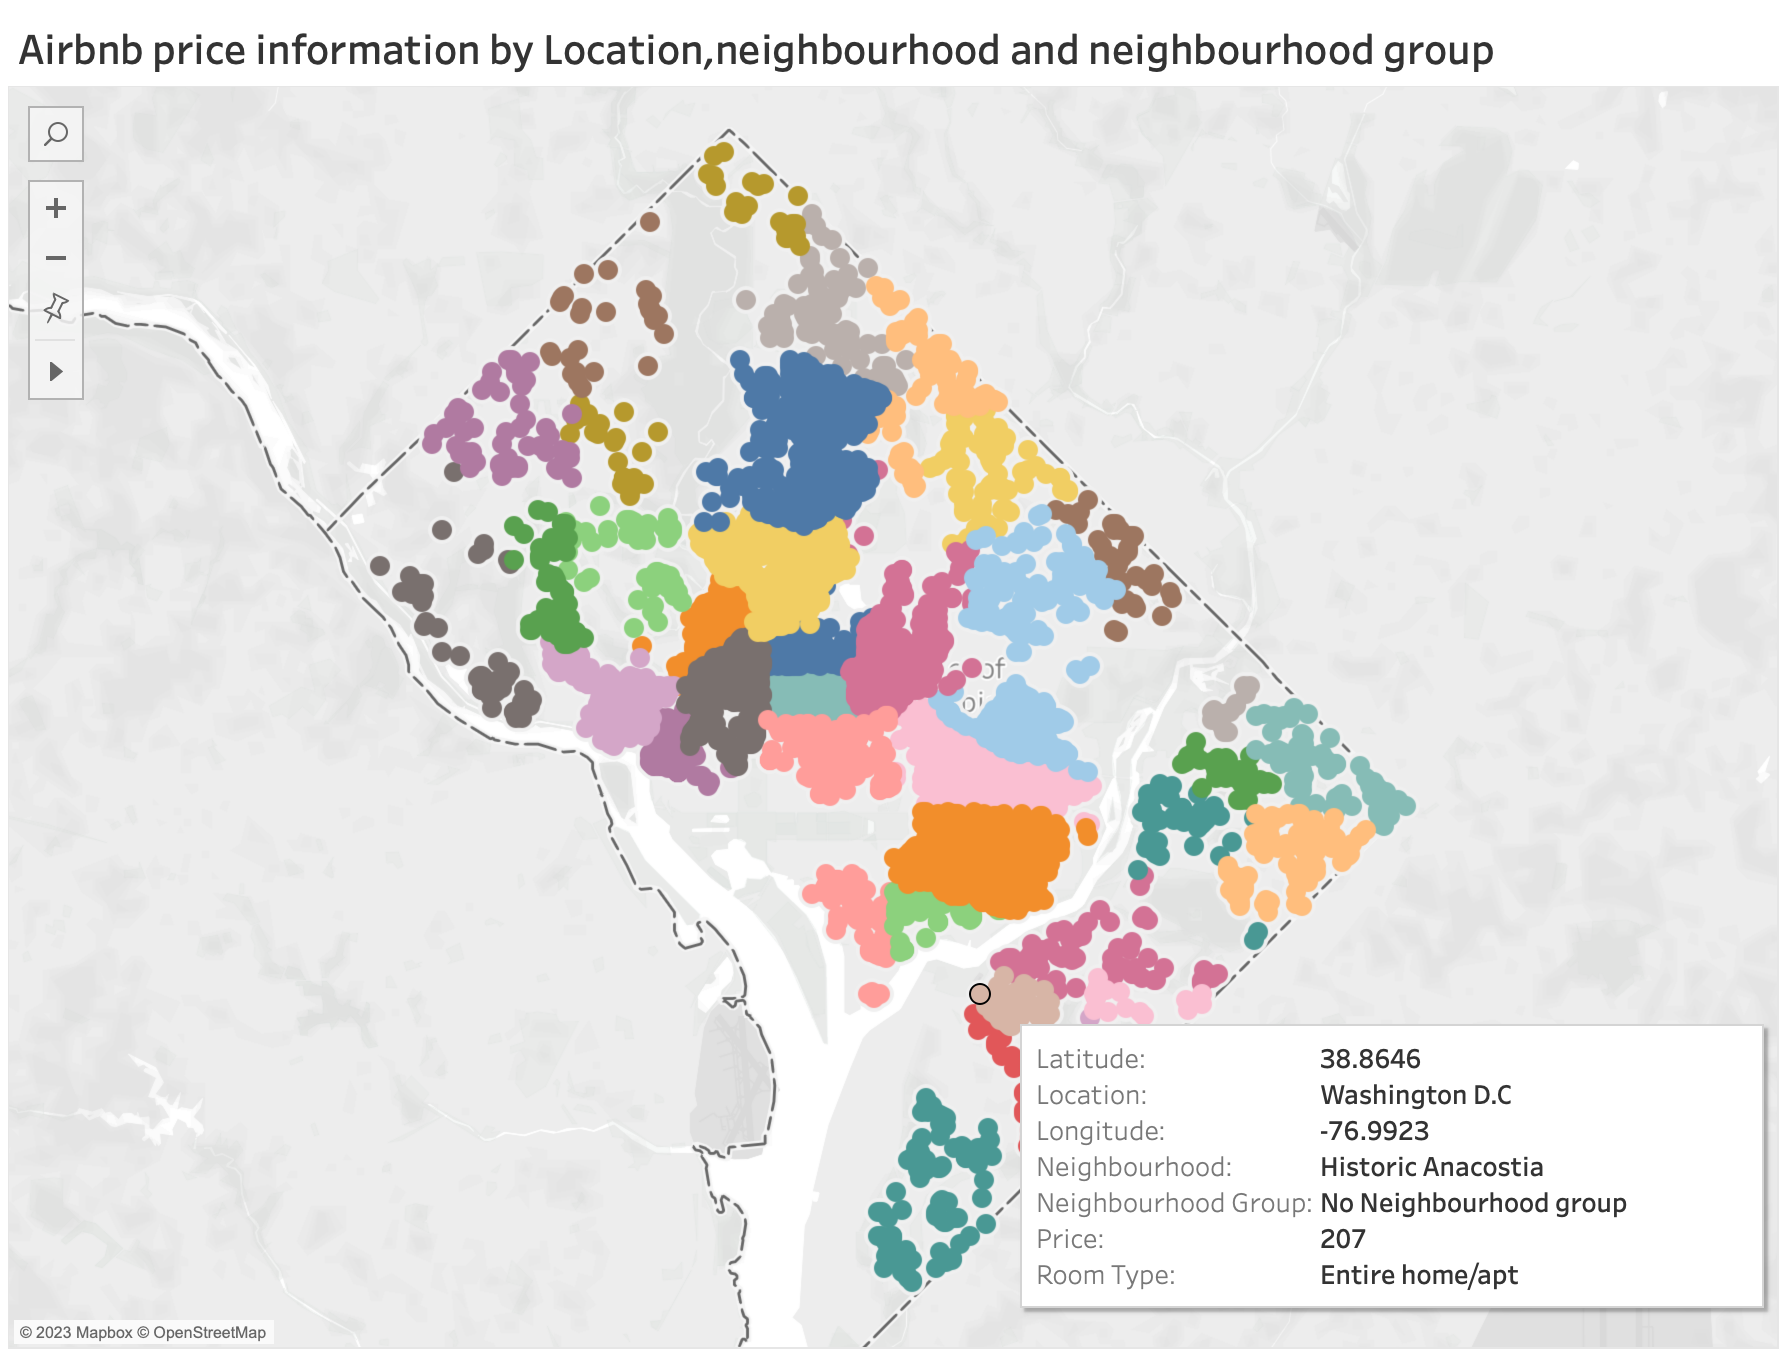 Airbnb price information by Location,neighbourhood and neighbourhood group
of
Latitude: 38.8646
Location: Washington D.C
Longitude: -76.9923
Neighbourhood: Historic Anacostia
Neighbourhood Group: No Neighbourhood group
Price: 207
Room Type: Entire home/apt
© 2023 Mapbox © OpenStreetMap